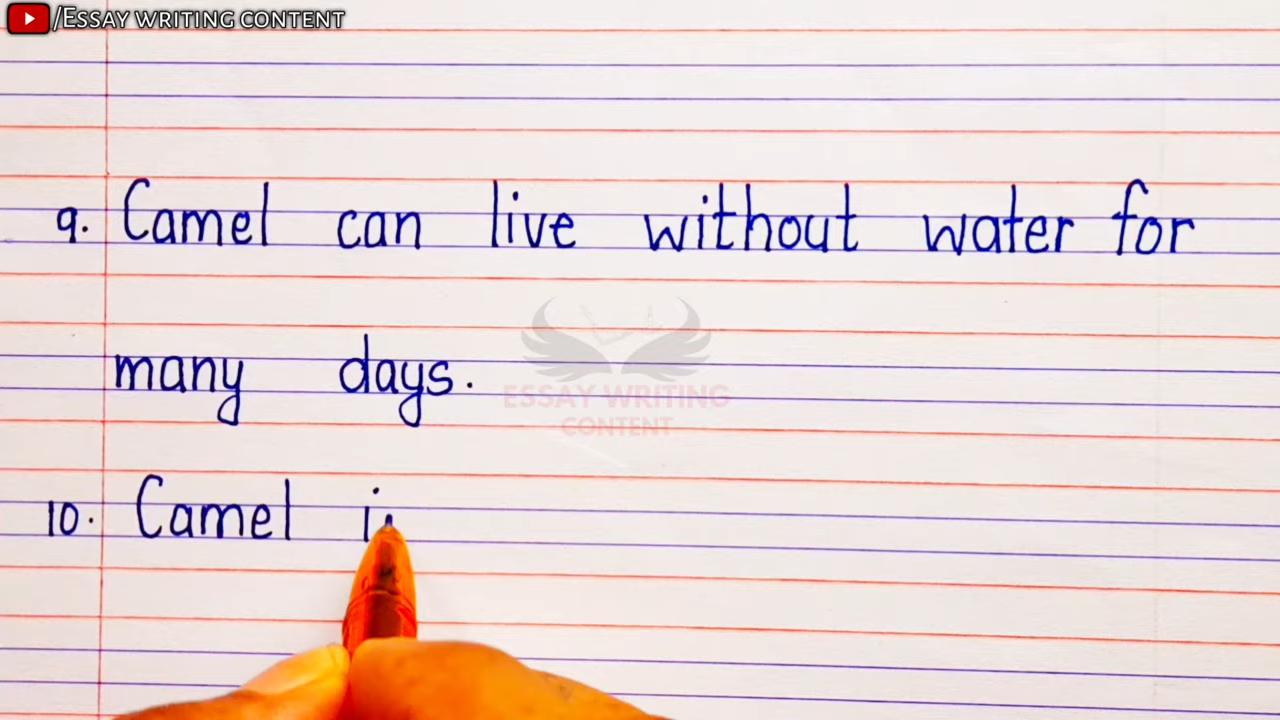 /Essay writing content
9. Camel can live without water for
many days.
ESSAY WRITING
CONTENT
10. Camel i